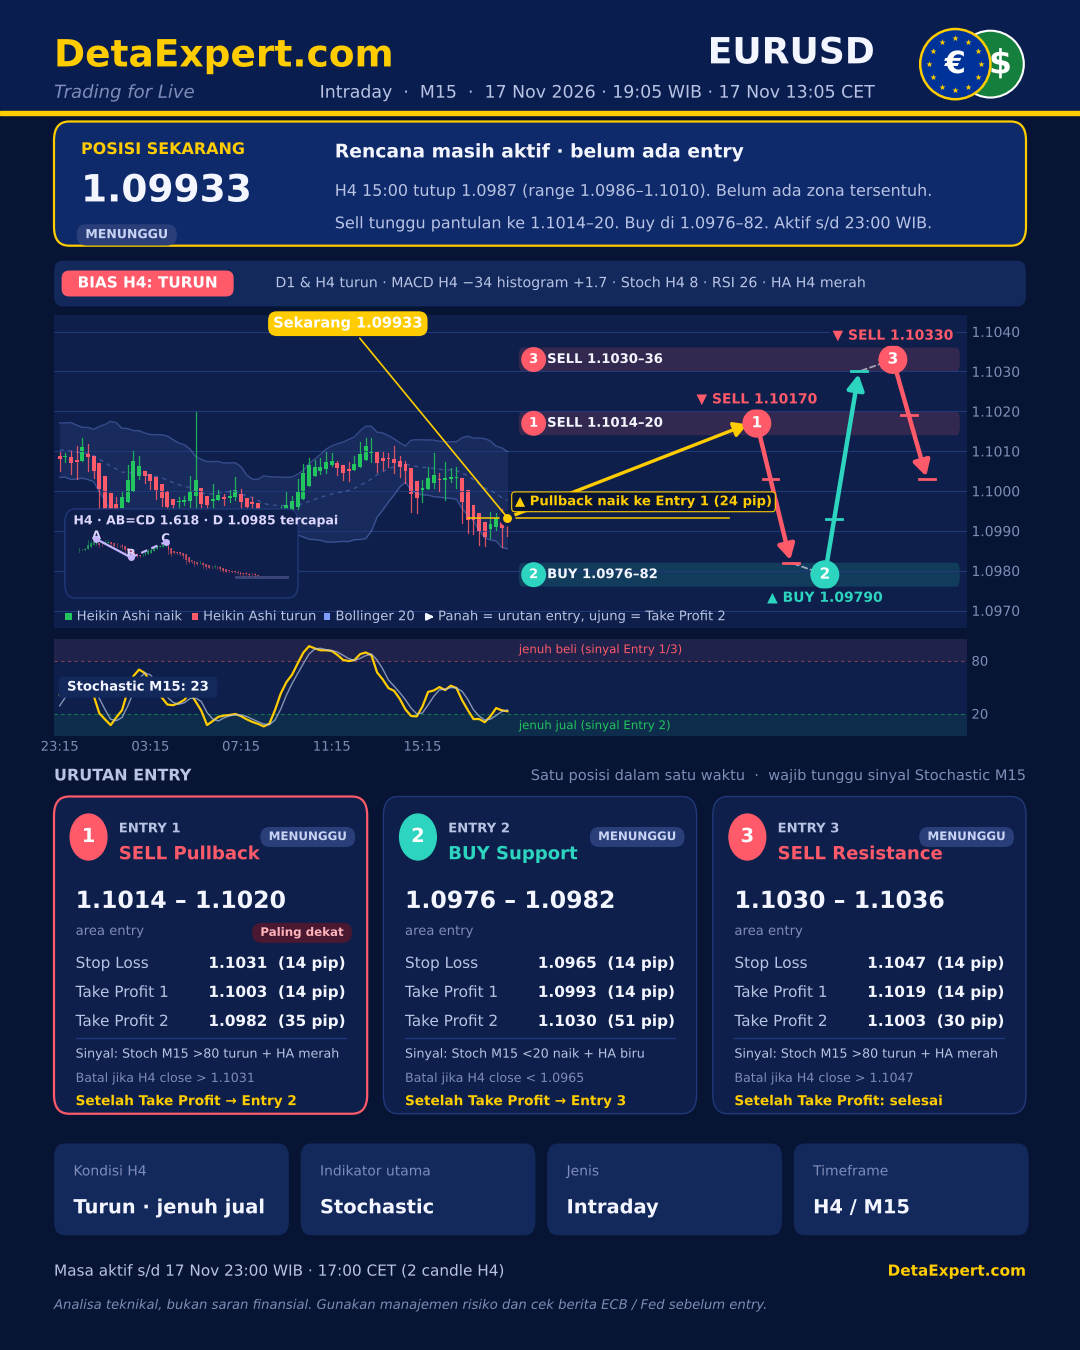 DetaExpert.com
EURUSD
€ $
Trading for Live
Intraday · M15 · 17 Nov 2026 · 19:05 WIB · 17 Nov 13:05 CET
POSISI SEKARANG
1.09933
MENUNGGU
Rencana masih aktif · belum ada entry
H4 15:00 tutup 1.0987 (range 1.0986–1.1010). Belum ada zona tersentuh.
Sell tunggu pantulan ke 1.1014–20. Buy di 1.0976–82. Aktif s/d 23:00 WIB.
BIAS H4: TURUN
D1 & H4 turun · MACD H4 −34 histogram +1.7 · Stoch H4 8 · RSI 26 · HA H4 merah
Sekarang 1.09933
▼ SELL 1.10330
3 SELL 1.1030–36
3
▼ SELL 1.10170
1 SELL 1.1014–20
1
▲ Pullback naik ke Entry 1 (24 pip)
H4 · AB=CD 1.618 · D 1.0985 tercapai
A
B
C
2 BUY 1.0976–82
2
▲ BUY 1.09790
1.1040
1.1030
1.1020
1.1010
1.1000
1.0990
1.0980
1.0970
Heikin Ashi naik Heikin Ashi turun Bollinger 20 ▶ Panah = urutan entry, ujung = Take Profit 2
jenuh beli (sinyal Entry 1/3)
80
Stochastic M15: 23
20
jenuh jual (sinyal Entry 2)
23:15 03:15 07:15 11:15 15:15
URUTAN ENTRY
Satu posisi dalam satu waktu · wajib tunggu sinyal Stochastic M15
1
ENTRY 1
MENUNGGU
SELL Pullback
1.1014 – 1.1020
area entry
Paling dekat
Stop Loss 1.1031 (14 pip)
Take Profit 1 1.1003 (14 pip)
Take Profit 2 1.0982 (35 pip)
Sinyal: Stoch M15 >80 turun + HA merah
Batal jika H4 close > 1.1031
Setelah Take Profit → Entry 2
2
ENTRY 2
MENUNGGU
BUY Support
1.0976 – 1.0982
area entry
Stop Loss 1.0965 (14 pip)
Take Profit 1 1.0993 (14 pip)
Take Profit 2 1.1030 (51 pip)
Sinyal: Stoch M15 <20 naik + HA biru
Batal jika H4 close < 1.0965
Setelah Take Profit → Entry 3
3
ENTRY 3
MENUNGGU
SELL Resistance
1.1030 – 1.1036
area entry
Stop Loss 1.1047 (14 pip)
Take Profit 1 1.1019 (14 pip)
Take Profit 2 1.1003 (30 pip)
Sinyal: Stoch M15 >80 turun + HA merah
Batal jika H4 close > 1.1047
Setelah Take Profit: selesai
Kondisi H4
Turun · jenuh jual
Indikator utama
Stochastic
Jenis
Intraday
Timeframe
H4 / M15
Masa aktif s/d 17 Nov 23:00 WIB · 17:00 CET (2 candle H4)
DetaExpert.com
Analisa teknikal, bukan saran finansial. Gunakan manajemen risiko dan cek berita ECB / Fed sebelum entry.